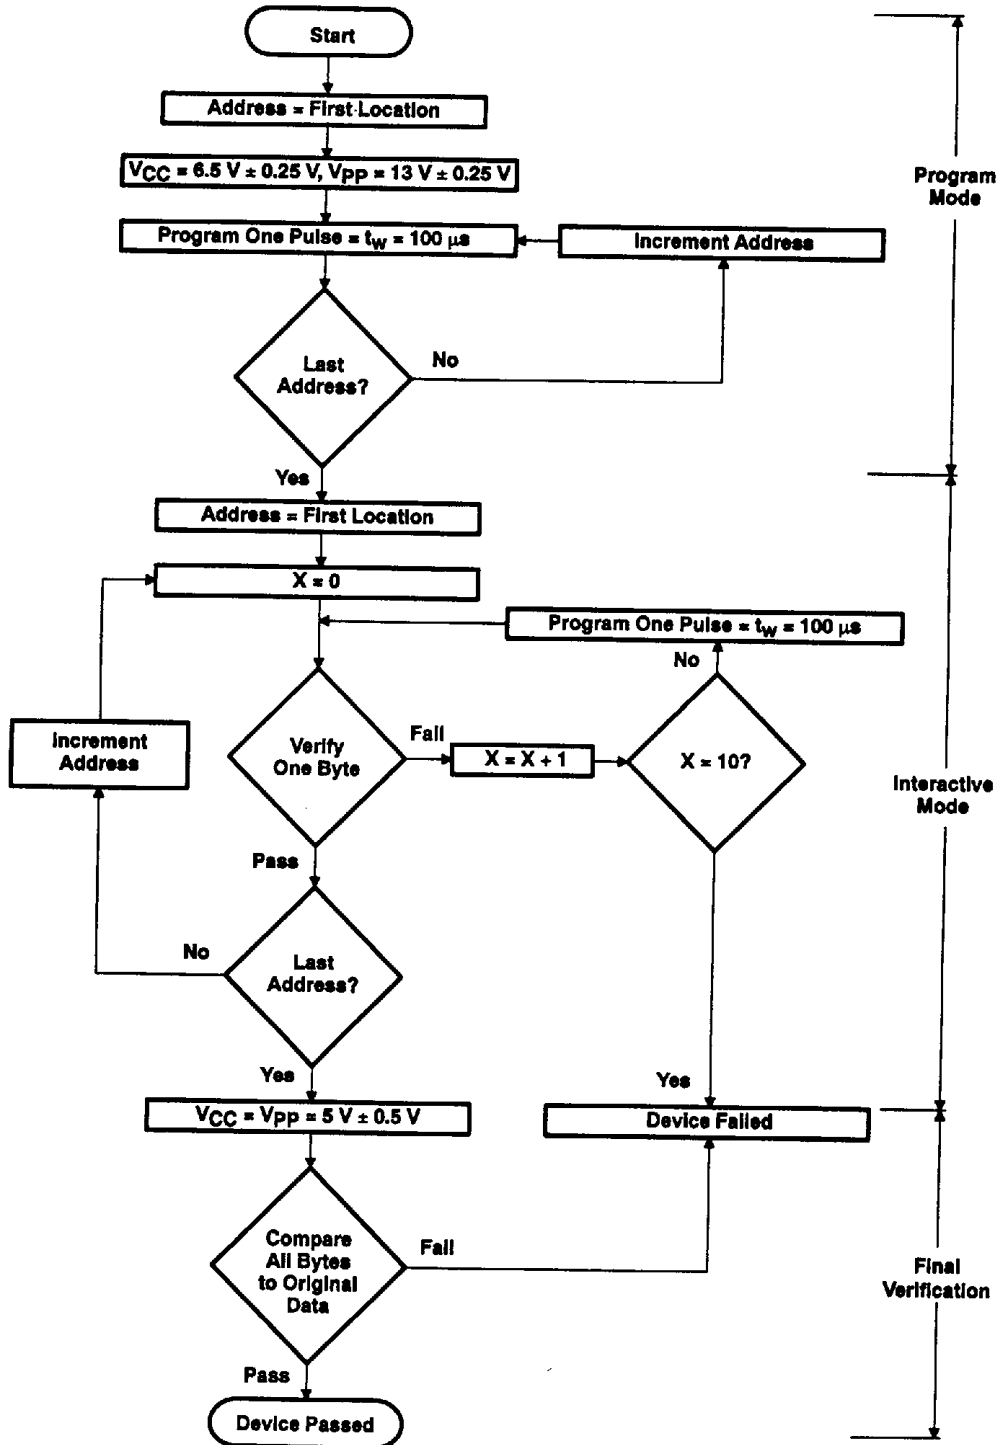 Start
Address = First Location
VCC = 6.5 V ± 0.25 V, VPP = 13 V ± 0.25 V
Program
Mode
Program One Pulse = tw = 100 μs
Increment Address
Last
Address?
No
Yes
Address = First Location
X = 0
Program One Pulse = tw = 100 μs
No
Increment
Address
Verify
One Byte
Fail
X = X + 1
X = 10?
Interactive
Mode
Pass
No
Last
Address?
Yes
Yes
VCC = VPP = 5 V ± 0.5 V
Device Failed
Compare
All Bytes
to Original
Data
Fail
Final
Verification
Pass
Device Passed